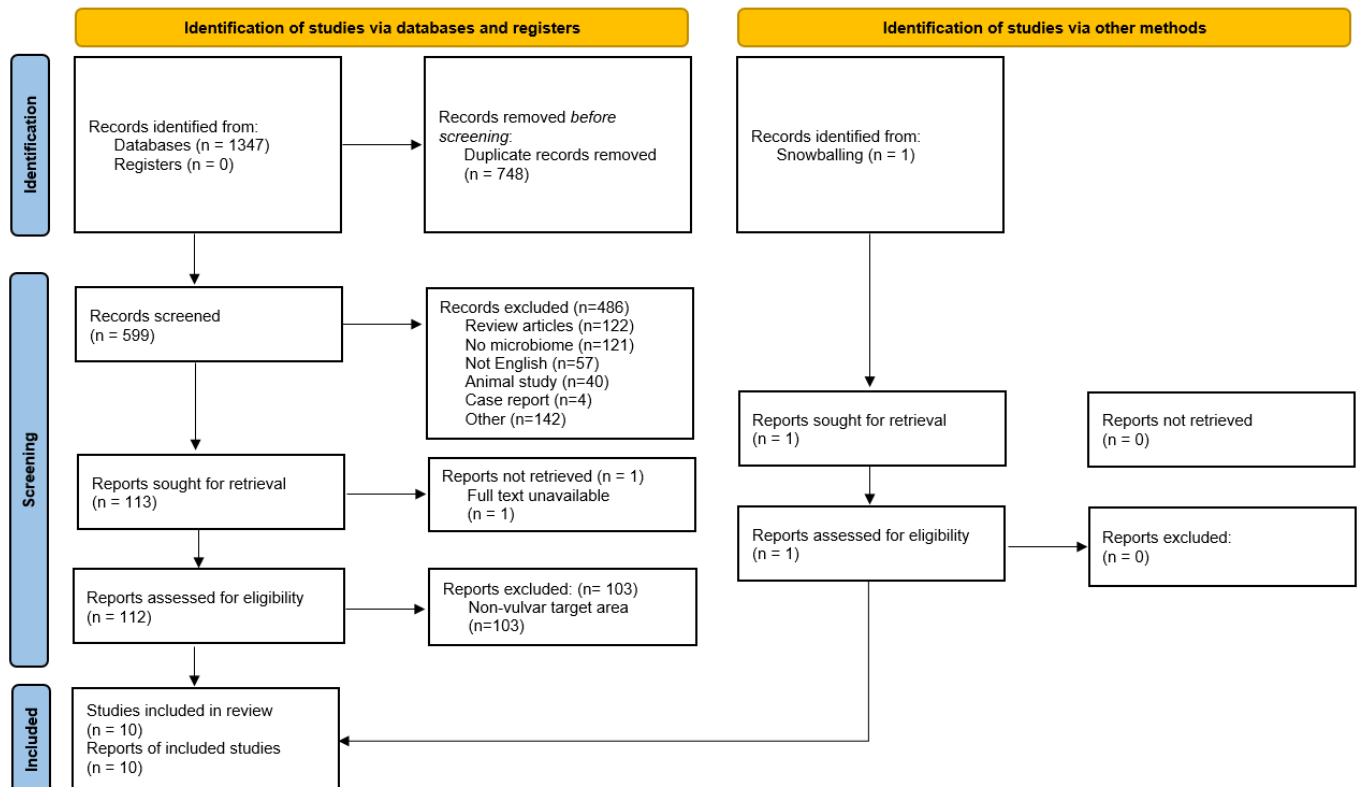 Identification of studies via databases and registers
Identification of studies via other methods
Identification
Records identified from:
Databases (n = 1347)
Registers (n = 0)
Records removed before
screening:
Duplicate records removed
(n = 748)
Records identified from:
Snowballing (n = 1)
Screening
Records screened
(n = 599)
Records excluded (n=486)
Review articles (n=122)
No microbiome (n=121)
Not English (n=57)
Animal study (n=40)
Case report (n=4)
Other (n=142)
Reports sought for retrieval
(n = 1)
Reports not retrieved
(n = 0)
Reports sought for retrieval
(n = 113)
Reports not retrieved (n = 1)
Full text unavailable
(n = 1)
Reports assessed for eligibility
(n = 1)
Reports excluded:
(n = 0)
Reports assessed for eligibility
(n = 112)
Reports excluded: (n= 103)
Non-vulvar target area
(n=103)
Included
Studies included in review
(n = 10)
Reports of included studies
(n = 10)